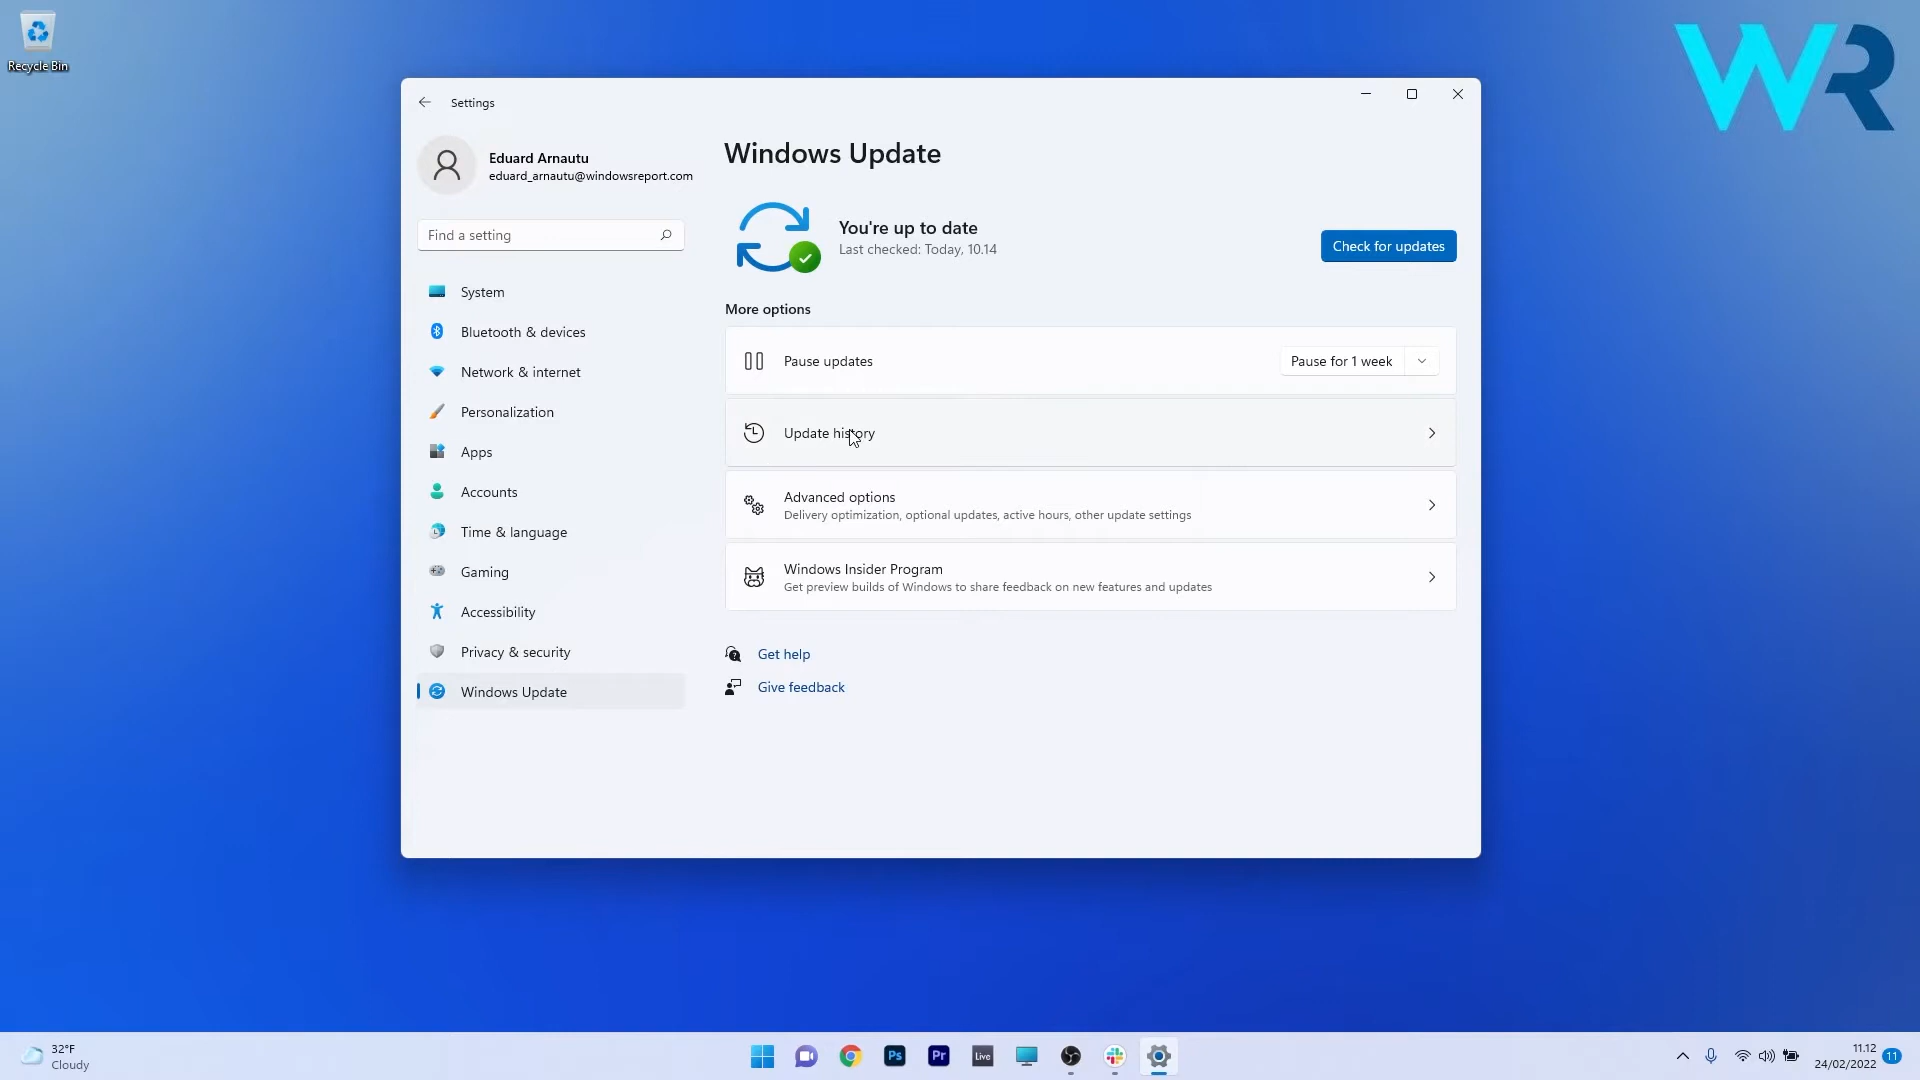 Recycle Bin
WR
Settings
Eduard Arnautu
eduard_arnautu@windowsreport.com
Find a setting
System
Bluetooth & devices
Network & internet
Personalization
Apps
Accounts
Time & language
Gaming
Accessibility
Privacy & security
Windows Update
Windows Update
You're up to date
Last checked: Today, 10.14
Check for updates
More options
Pause updates
Pause for 1 week
Update history
Advanced options
Delivery optimization, optional updates, active hours, other update settings
Windows Insider Program
Get preview builds of Windows to share feedback on new features and updates
Get help
Give feedback
32°F
Cloudy
Ps
Pr
Live
11.12
24/02/2022
11